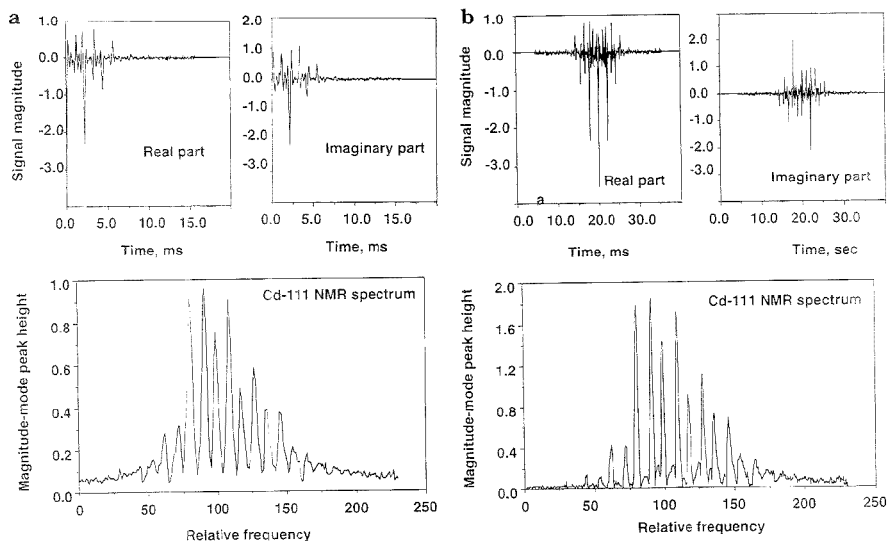 a
Signal magnitude
1.0
0.0
-1.0
-2.0
-3.0
Real part
0.0 5.0 10.0 15.0
Time, ms
2.0
1.0
0.0
-1.0
-2.0
-3.0
Imaginary part
0.0 5.0 10.0 15.0
Time, ms
Magnitude-mode peak height
1.0
0.8
0.6
0.4
0.2
0.0
Cd-111 NMR spectrum
0 50 100 150 200 250
Relative frequency
b
Signal magnitude
1.0
0.0
-1.0
-2.0
-3.0
Real part
a
0.0 10.0 20.0 30.0
Time, ms
2.0
1.0
0.0
-1.0
-2.0
-3.0
Imaginary part
0.0 10.0 20.0 30.0
Time, sec
Magnitude-mode peak height
2.0
1.6
1.2
0.8
0.4
0.0
Cd-111 NMR spectrum
0 50 100 150 200 250
Relative frequency